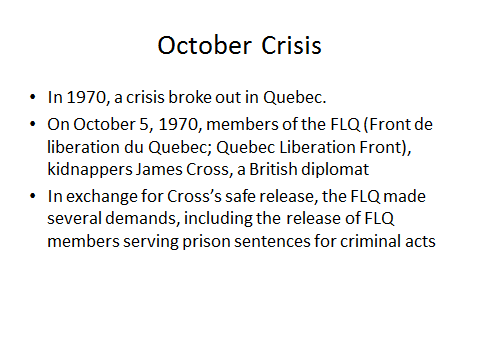 October Crisis
• In 1970, a crisis broke out in Quebec.
• On October 5, 1970, members of the FLQ (Front de
liberation du Quebec; Quebec Liberation Front),
kidnappers James Cross, a British diplomat
• In exchange for Cross's safe release, the FLQ made
several demands, including the release of FLQ
members serving prison sentences for criminal acts